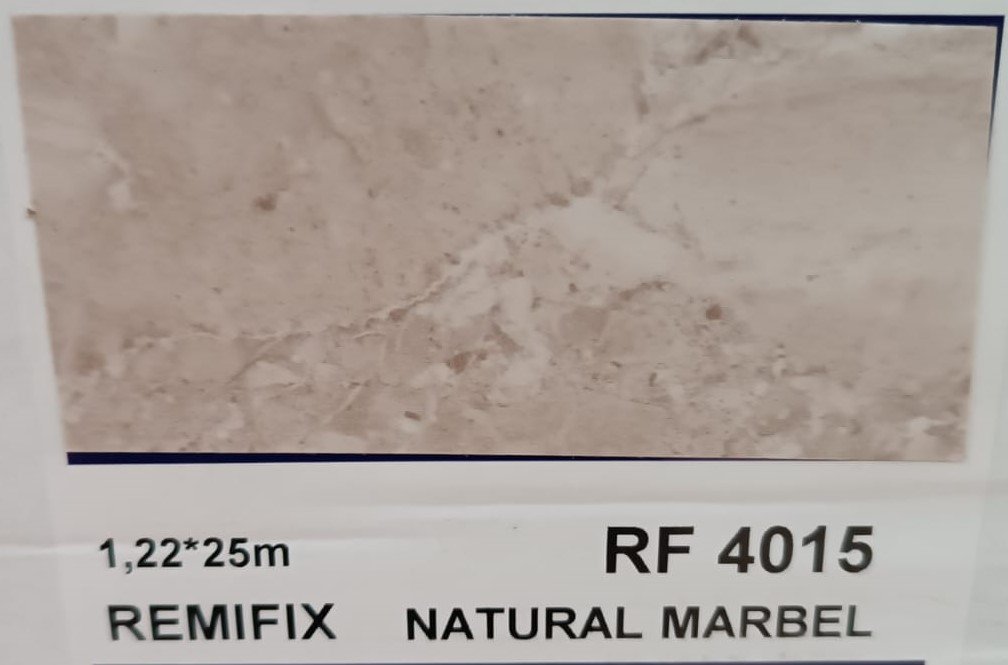 1,22*25m RF 4015
REMIFIX NATURAL MARBEL